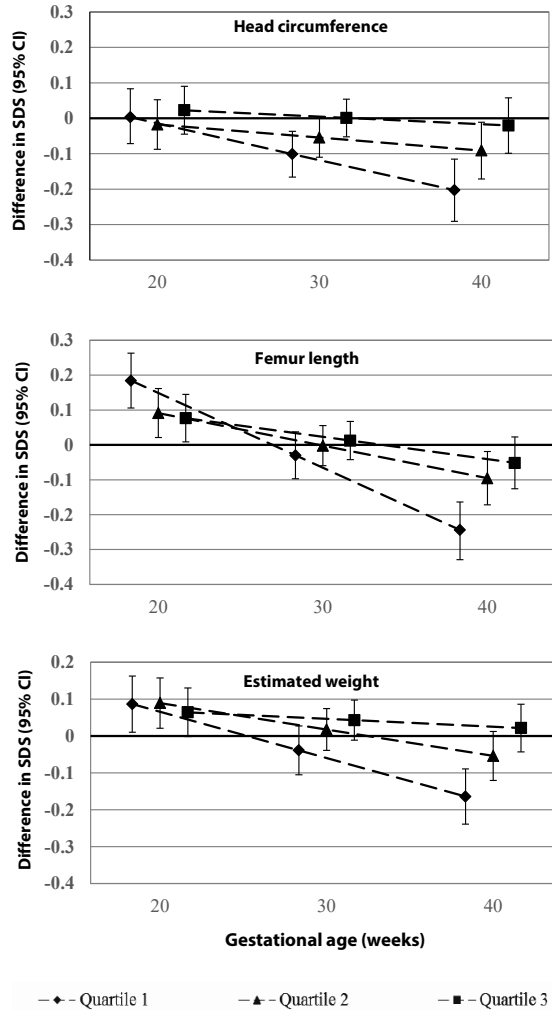 Head circumference
Difference in SDS (95% CI)
0.3
0.2
0.1
0
-0.1
-0.2
-0.3
-0.4
20 30 40
Femur length
Difference in SDS (95% CI)
0.3
0.2
0.1
0
-0.1
-0.2
-0.3
-0.4
20 30 40
Estimated weight
Difference in SDS (95% CI)
0.2
0.1
0
-0.1
-0.2
-0.3
-0.4
20 30 40
Gestational age (weeks)
Quartile 1 Quartile 2 Quartile 3